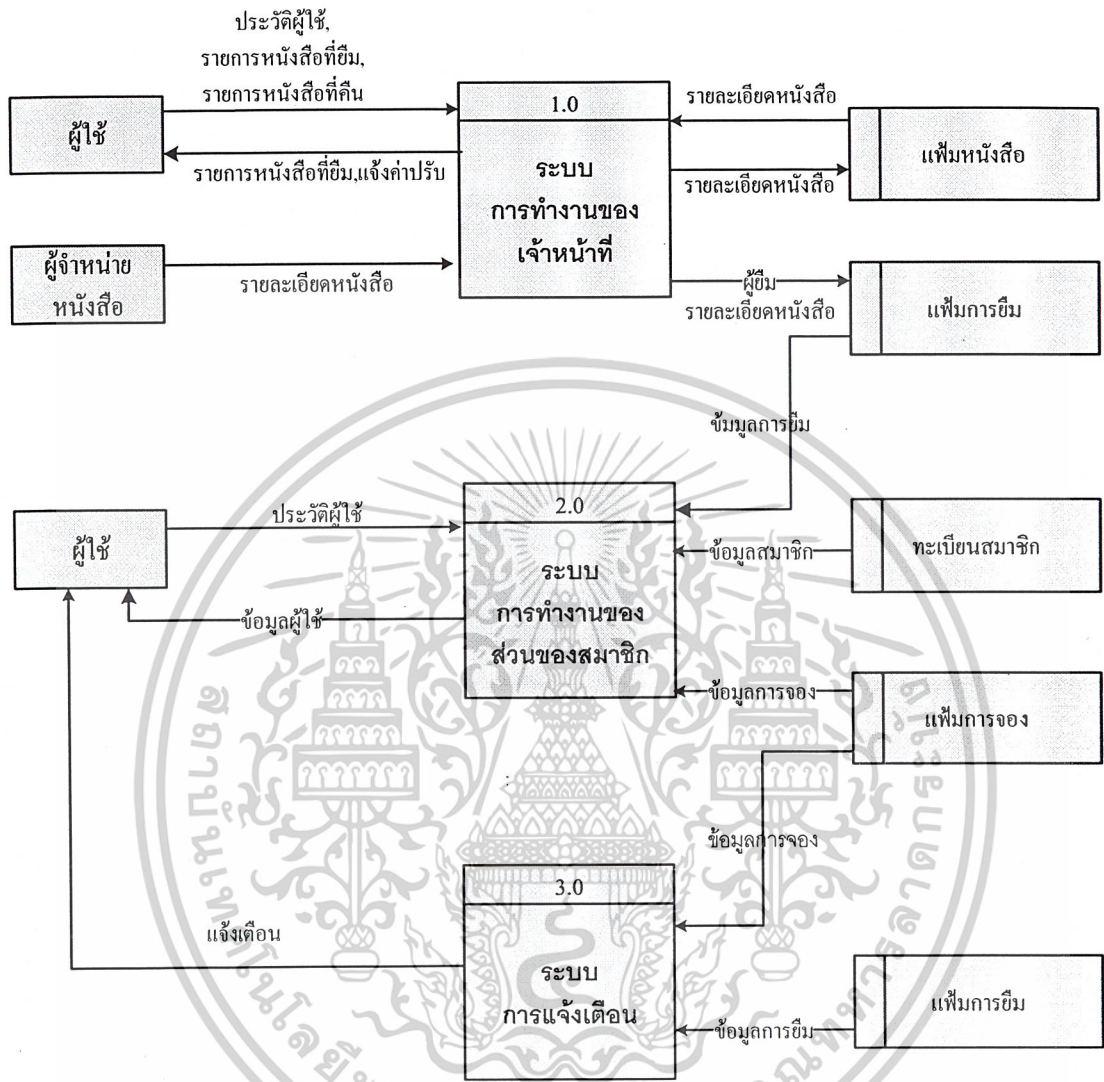 ประวัติผู้ใช้,
รายการหนังสือที่ยืม,
รายการหนังสือที่คืน
ผู้ใช้
รายการหนังสือที่ยืม,แจ้งค่าปรับ
1.0
ระบบ
การทำงานของ
เจ้าหน้าที่
รายละเอียดหนังสือ
แฟ้มหนังสือ
รายละเอียดหนังสือ
ผู้จำหน่าย
หนังสือ
รายละเอียดหนังสือ
ผู้ยืม
รายละเอียดหนังสือ
แฟ้มการยืม
ข้มมูลการยืม
ประวัติผู้ใช้
ผู้ใช้
ข้อมูลผู้ใช้
2.0
ระบบ
การทำงานของ
ส่วนของสมาชิก
ข้อมูลสมาชิก
ทะเบียนสมาชิก
ข้อมูลการจอง
แฟ้มการจอง
ข้อมูลการจอง
แจ้งเตือน
3.0
ระบบ
การแจ้งเตือน
ข้อมูลการยืม
แฟ้มการยืม